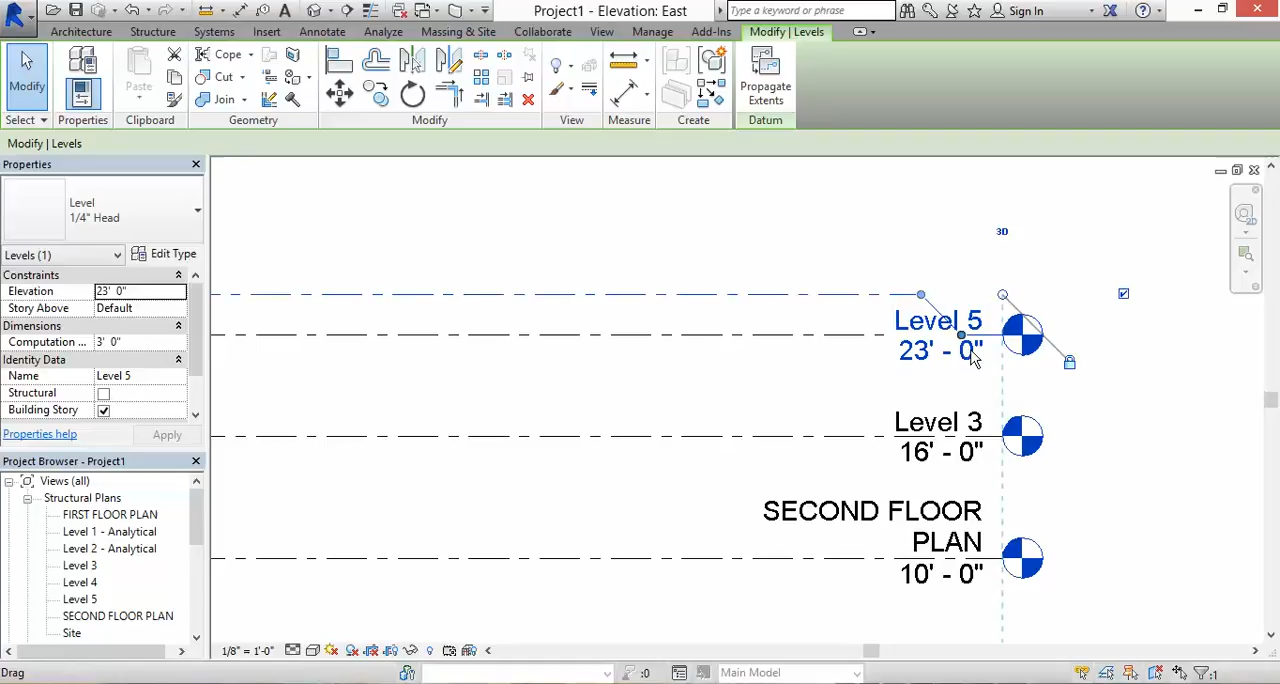 Project1 - Elevation: East
Type a keyword or phrase
Sign In
Architecture Structure Systems Insert Annotate Analyze Massing & Site Collaborate View Manage Add-Ins Modify | Levels
Modify
Paste
Cope
Cut
Join
Propagate
Extents
Select Properties Clipboard Geometry Modify View Measure Create Datum
Modify | Levels
Properties
Level
1/4" Head
Levels (1) Edit Type
Constraints
Elevation 23' 0"
Story Above Default
Dimensions
Computation ... 3' 0"
Identity Data
Name Level 5
Structural
Building Story
Properties help Apply
Project Browser - Project1
Views (all)
Structural Plans
FIRST FLOOR PLAN
Level 1 - Analytical
Level 2 - Analytical
Level 3
Level 4
Level 5
SECOND FLOOR PLAN
Site
3D
2D
Level 5
23' - 0"
Level 3
16' - 0"
SECOND FLOOR
PLAN
10' - 0"
1/8" = 1'-0"
Drag
:0
Main Model
:1